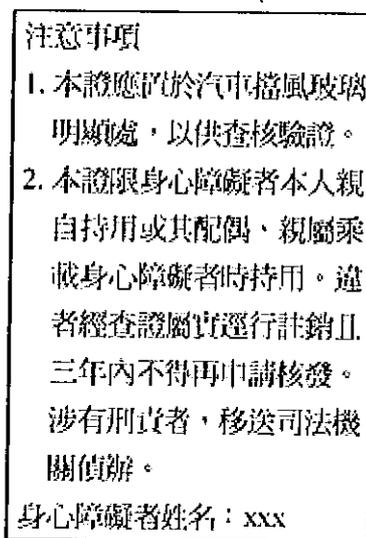 注意事項
1. 本證應置於汽車擋風玻璃
明顯處，以供查核驗證。
2. 本證限身心障礙者本人親
自持用或其配偶、親屬乘
載身心障礙者時持用。違
者經查證屬實逕行註銷且
三年內不得再申請核發。
涉有刑責者，移送司法機
關偵辦。
身心障礙者姓名：xxx